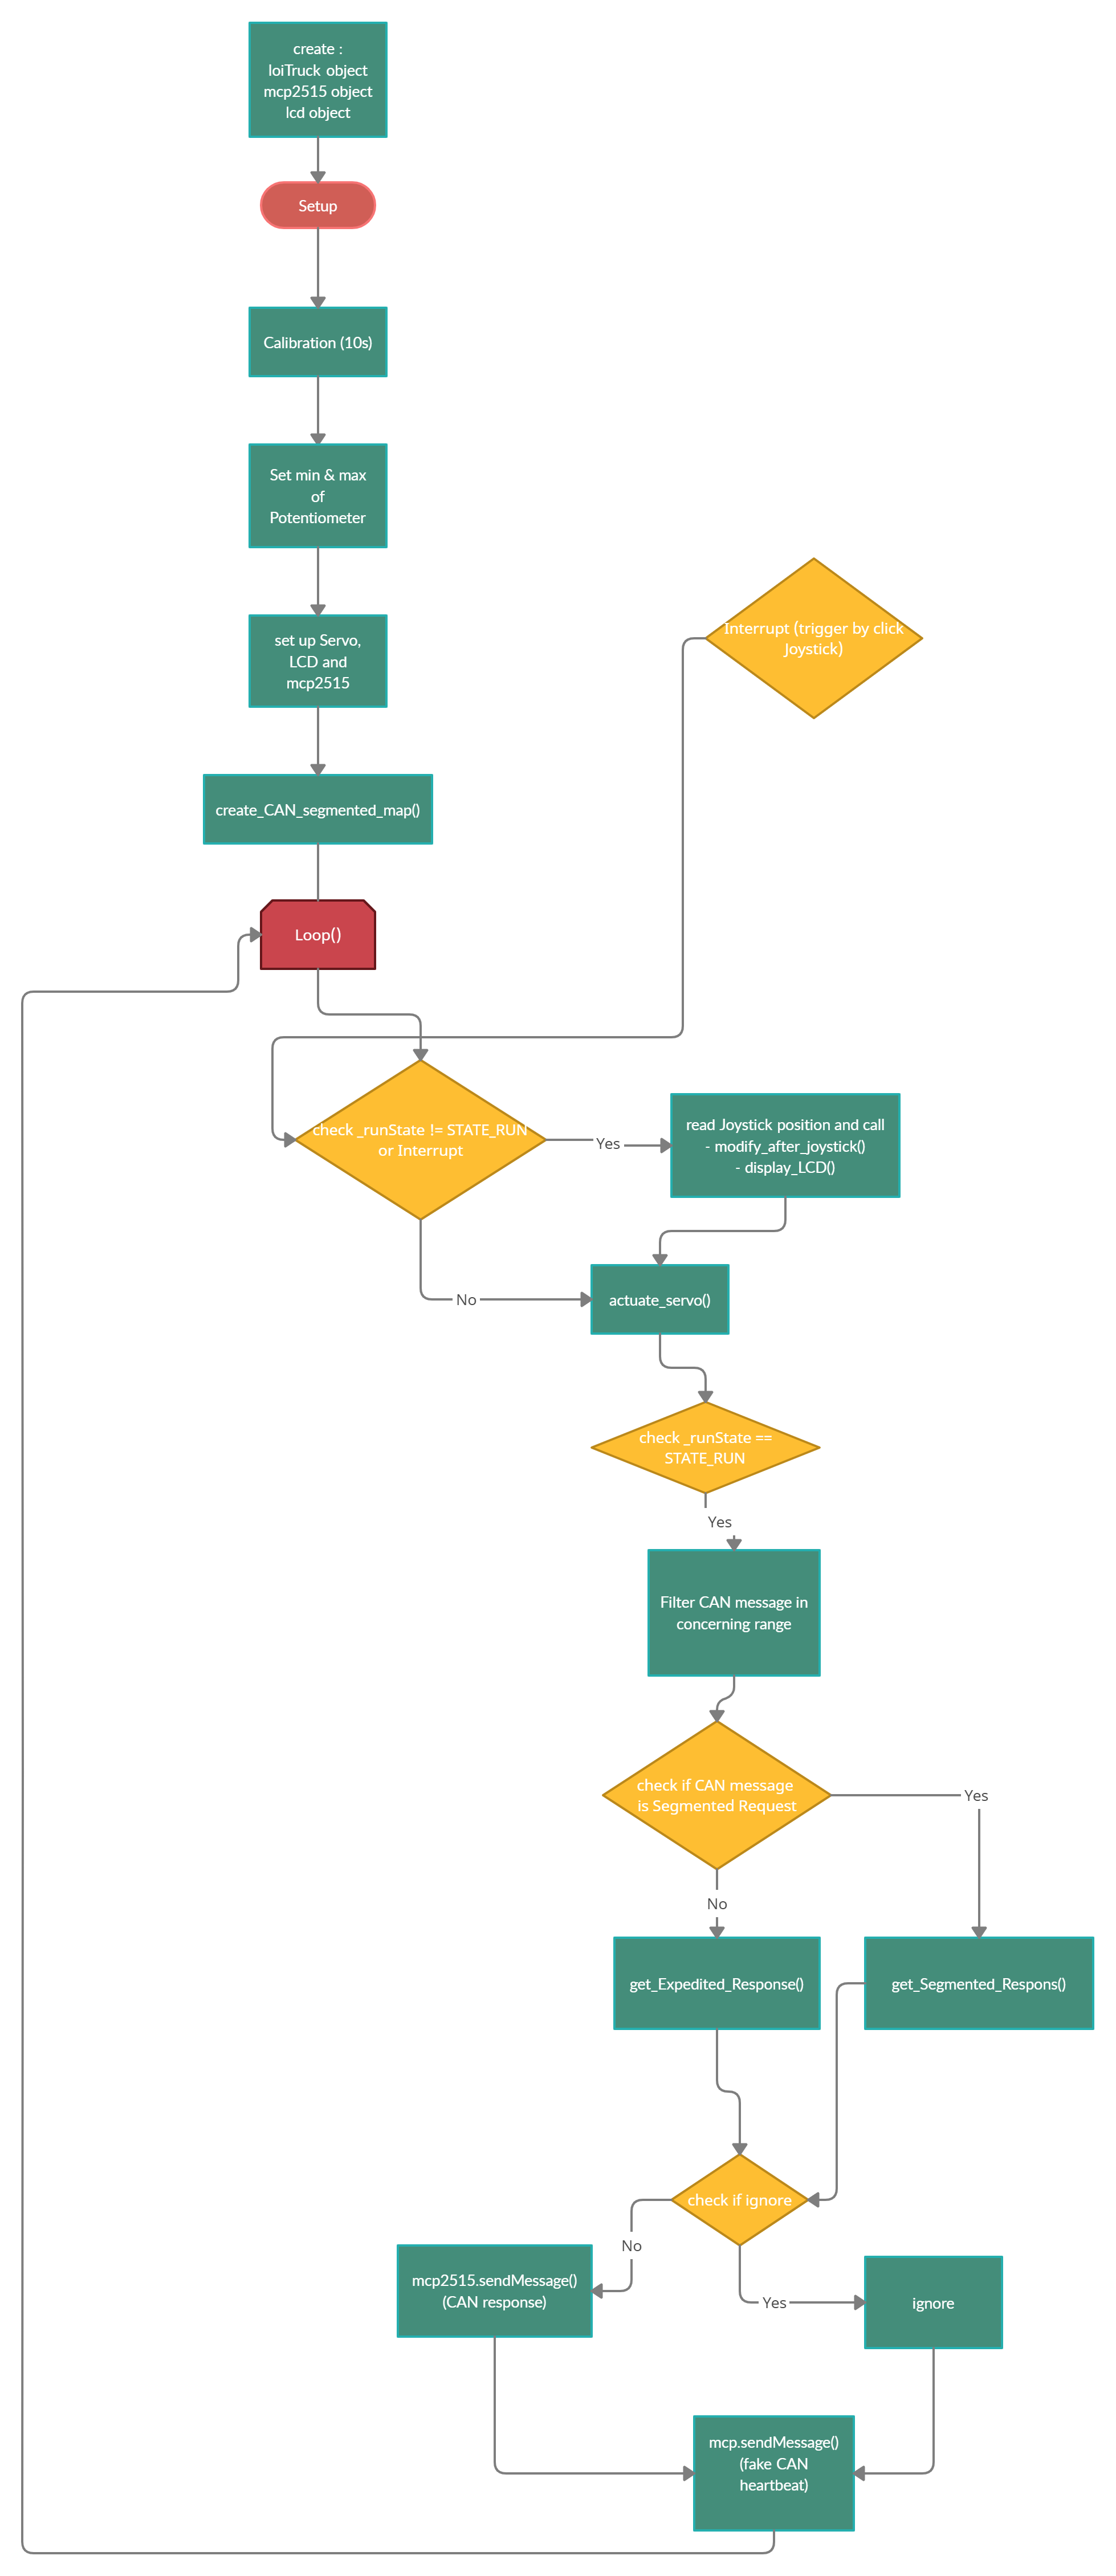 create :
loiTruck object
mcp2515 object
lcd object
Setup
Calibration (10s)
Set min & max
of
Potentiometer
set up Servo,
LCD and
mcp2515
Interrupt (trigger by click
Joystick)
create_CAN_segmented_map()
Loop()
check _runState != STATE_RUN
or Interrupt
Yes
read Joystick position and call
- modify_after_joystick()
- display_LCD()
No
actuate_servo()
check _runState ==
STATE_RUN
Yes
Filter CAN message in
concerning range
check if CAN message
is Segmented Request
Yes
No
get_Expedited_Response()
get_Segmented_Respons()
check if ignore
No
mcp2515.sendMessage()
(CAN response)
Yes
ignore
mcp.sendMessage()
(fake CAN
heartbeat)